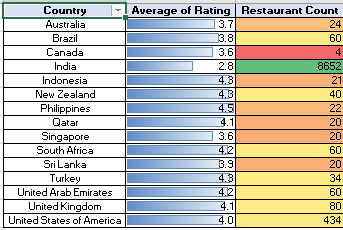 Country Average of Rating Restaurant Count
Australia 3.7 24
Brazil 3.8 60
Canada 3.6 4
India 2.8 8652
Indonesia 4.3 21
New Zealand 4.3 40
Philippines 4.5 22
Qatar 4.1 20
Singapore 3.6 20
South Africa 4.2 60
Sri Lanka 3.9 20
Turkey 4.3 34
United Arab Emirates 4.2 60
United Kingdom 4.1 80
United States of America 4.0 434